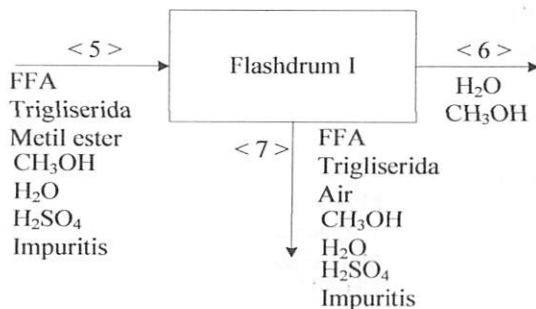 < 5 >
FFA
Trigliserida
Metil ester
CH₃OH
H₂O
H₂SO₄
Impuritis
Flashdrum I
< 6 >
H₂O
CH₃OH
< 7 >
FFA
Trigliserida
Air
CH₃OH
H₂O
H₂SO₄
Impuritis